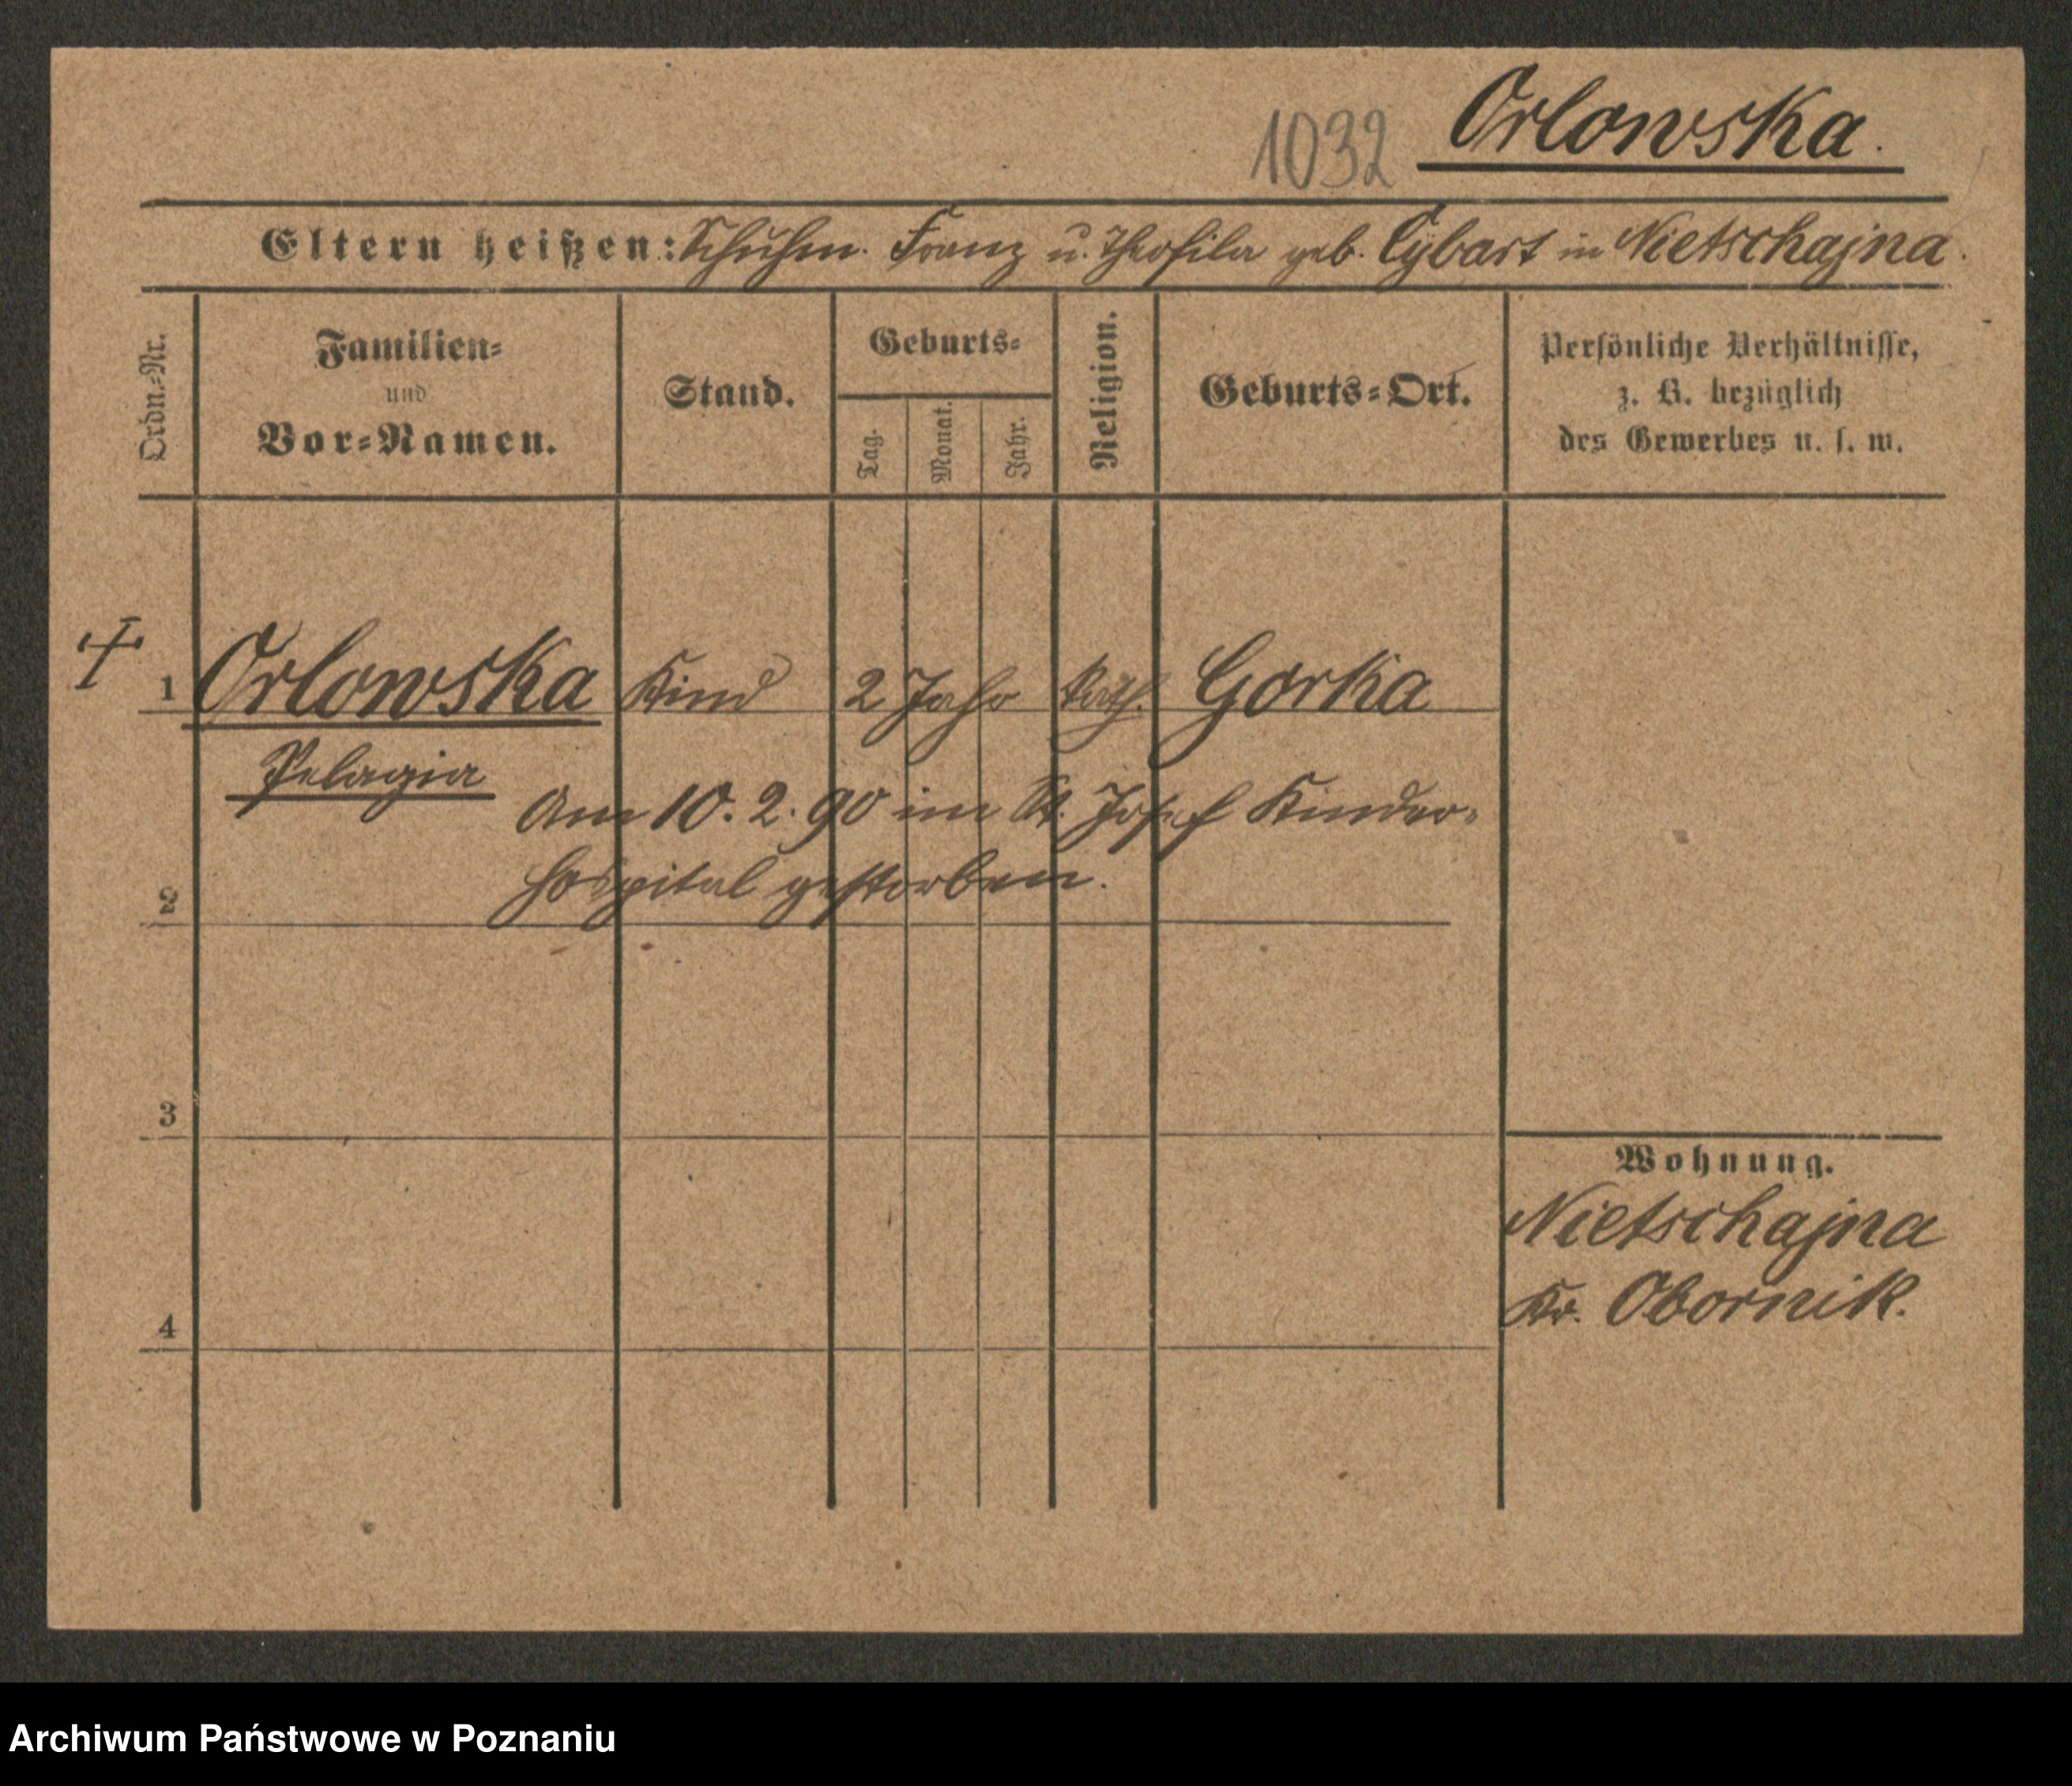 1032 Orlowska.
Eltern heißen: Schuhm. Franz u. Theofila geb. Cybart in Nietschajna.
Ordn.=Nr.
Familien=
und
Vor=Namen.
Stand.
Geburts=
Tag.
Monat.
Jahr.
Religion.
Geburts=Ort.
Persönliche Verhältnisse,
z. B. bezüglich
des Gewerbes u. s. w.
1 Orlowska Kind 2 Jahr kath. Gorka
Pelagia
Am 10. 2. 90 im St. Josef Kinder=
hospital gestorben.
2
3
Wohnung.
Nietschajna
Kr. Obornik.
4
Archiwum Państwowe w Poznaniu